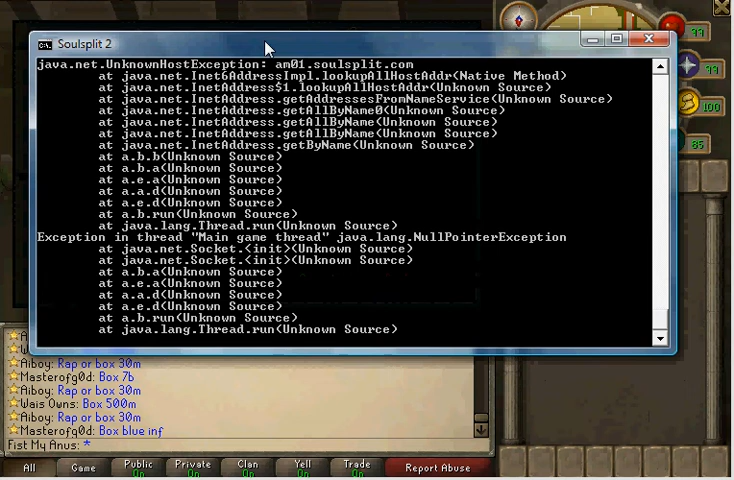 99
Soulsplit 2
99
100
85
java.net.UnknownHostException: am01.soulsplit.com
at java.net.Inet6AddressImpl.lookupAllHostAddr(Native Method)
at java.net.InetAddress$1.lookupAllHostAddr(Unknown Source)
at java.net.InetAddress.getAddressesFromNameService(Unknown Source)
at java.net.InetAddress.getAllByName0(Unknown Source)
at java.net.InetAddress.getAllByName(Unknown Source)
at java.net.InetAddress.getAllByName(Unknown Source)
at java.net.InetAddress.getByName(Unknown Source)
at a.b.b(Unknown Source)
at a.b.a(Unknown Source)
at a.e.a(Unknown Source)
at a.a.d(Unknown Source)
at a.e.d(Unknown Source)
at a.b.run(Unknown Source)
at java.lang.Thread.run(Unknown Source)
Exception in thread "Main game thread" java.lang.NullPointerException
at java.net.Socket.<init>(Unknown Source)
at java.net.Socket.<init>(Unknown Source)
at a.b.a(Unknown Source)
at a.e.a(Unknown Source)
at a.a.d(Unknown Source)
at a.e.d(Unknown Source)
at a.b.run(Unknown Source)
at java.lang.Thread.run(Unknown Source)
Aiboy: Rap or box 30m
Masterofg0d: Box 7b
Aiboy: Rap or box 30m
Wais Owns: Box 500m
Aiboy: Rap or box 30m
Masterofg0d: Box blue inf
Fist My Anus: *
All Game Public On Private On Clan On Yell On Trade On Report Abuse